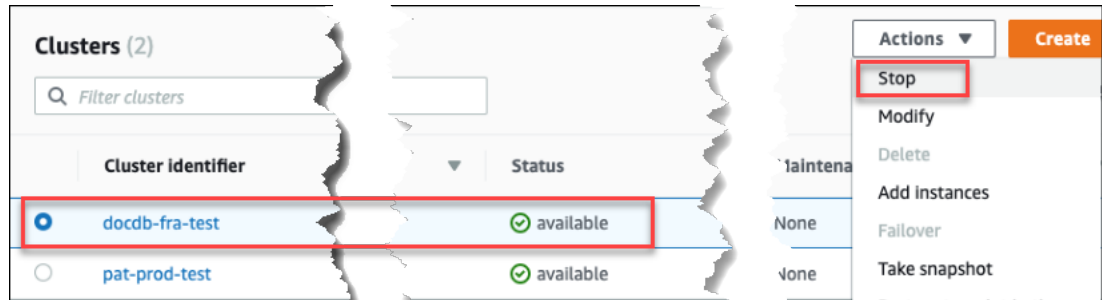 Clusters (2)
Actions ▼ Create
Filter clusters
Stop
Modify
Cluster identifier ▼ Status Maintena
Delete
Add instances
docdb-fra-test available None
Failover
pat-prod-test available None
Take snapshot